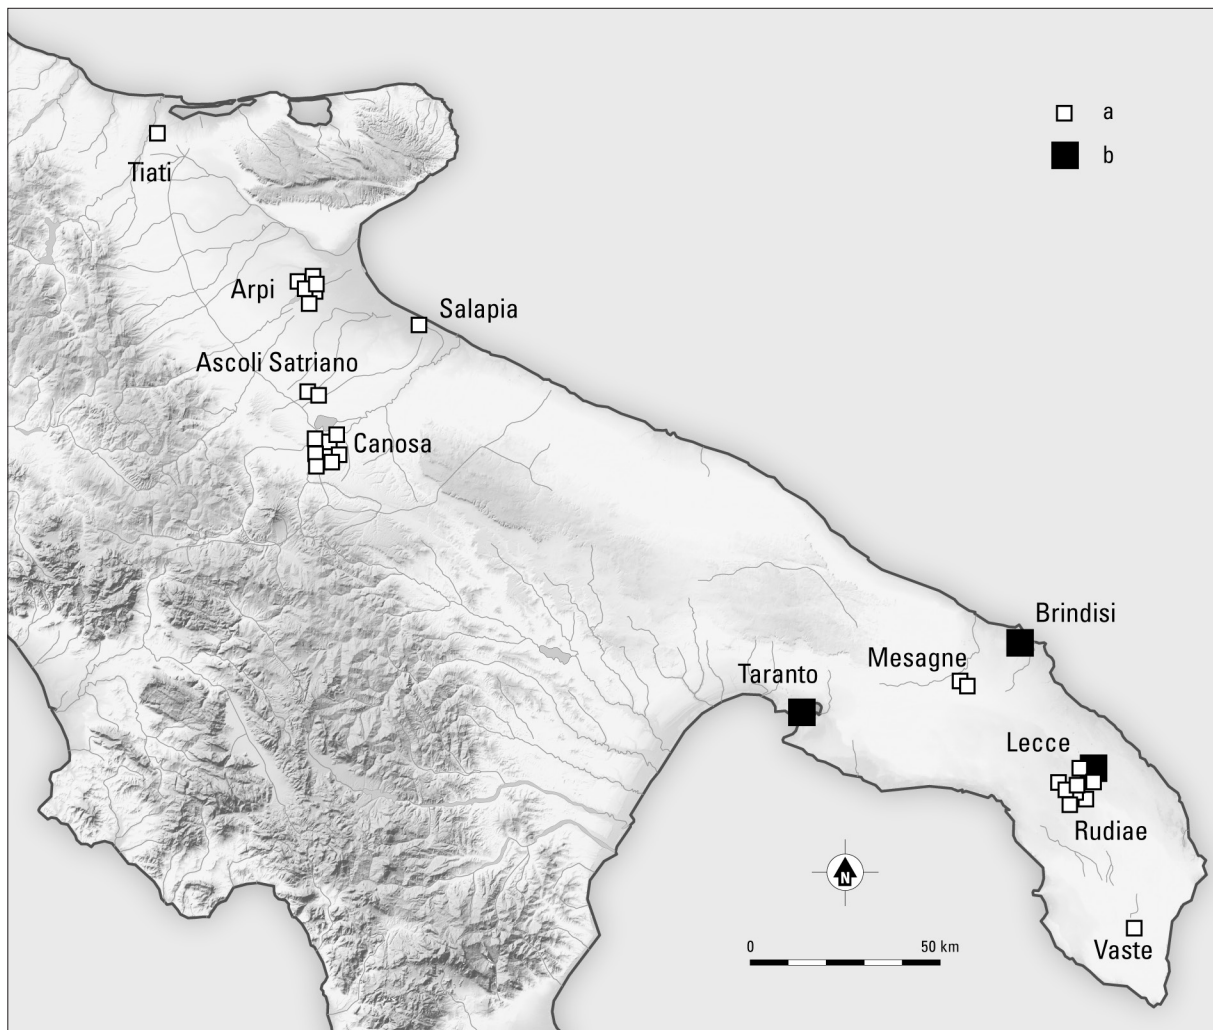 a
b
Tiati
Arpi
Salapia
Ascoli Satriano
Canosa
Brindisi
Mesagne
Taranto
Lecce
Rudiae
N
0 50 km
Vaste